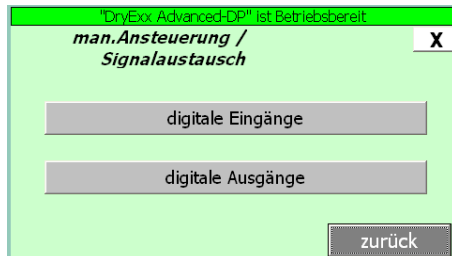 "DryExx Advanced-DP" ist Betriebsbereit
man.Ansteuerung /
Signalaustausch
X
digitale Eingänge
digitale Ausgänge
zurück